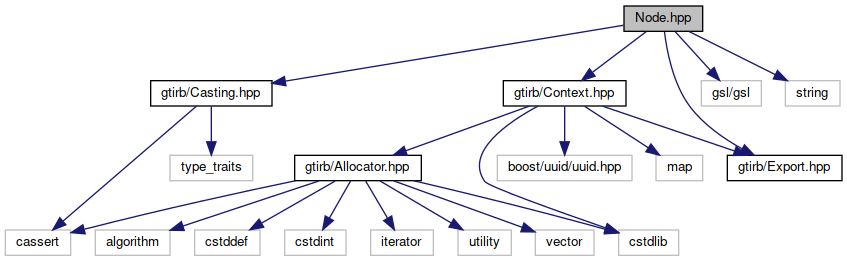 Node.hpp
gtirb/Casting.hpp
gtirb/Context.hpp
gsl/gsl
string
type_traits
gtirb/Allocator.hpp
boost/uuid/uuid.hpp
map
gtirb/Export.hpp
cassert
algorithm
cstddef
cstdint
iterator
utility
vector
cstdlib